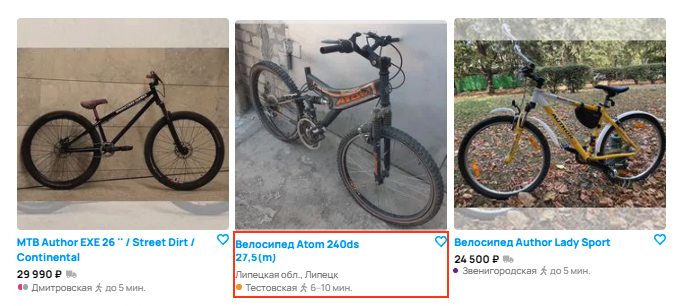 MTB Author EXE 26 '' / Street Dirt /
Continental
29 990 ₽
Дмитровская до 5 мин.
ATOM
Велосипед Atom 240ds
27,5(m)
Липецкая обл., Липецк
Тестовская 6–10 мин.
Велосипед Author Lady Sport
24 500 ₽
Звенигородская до 5 мин.